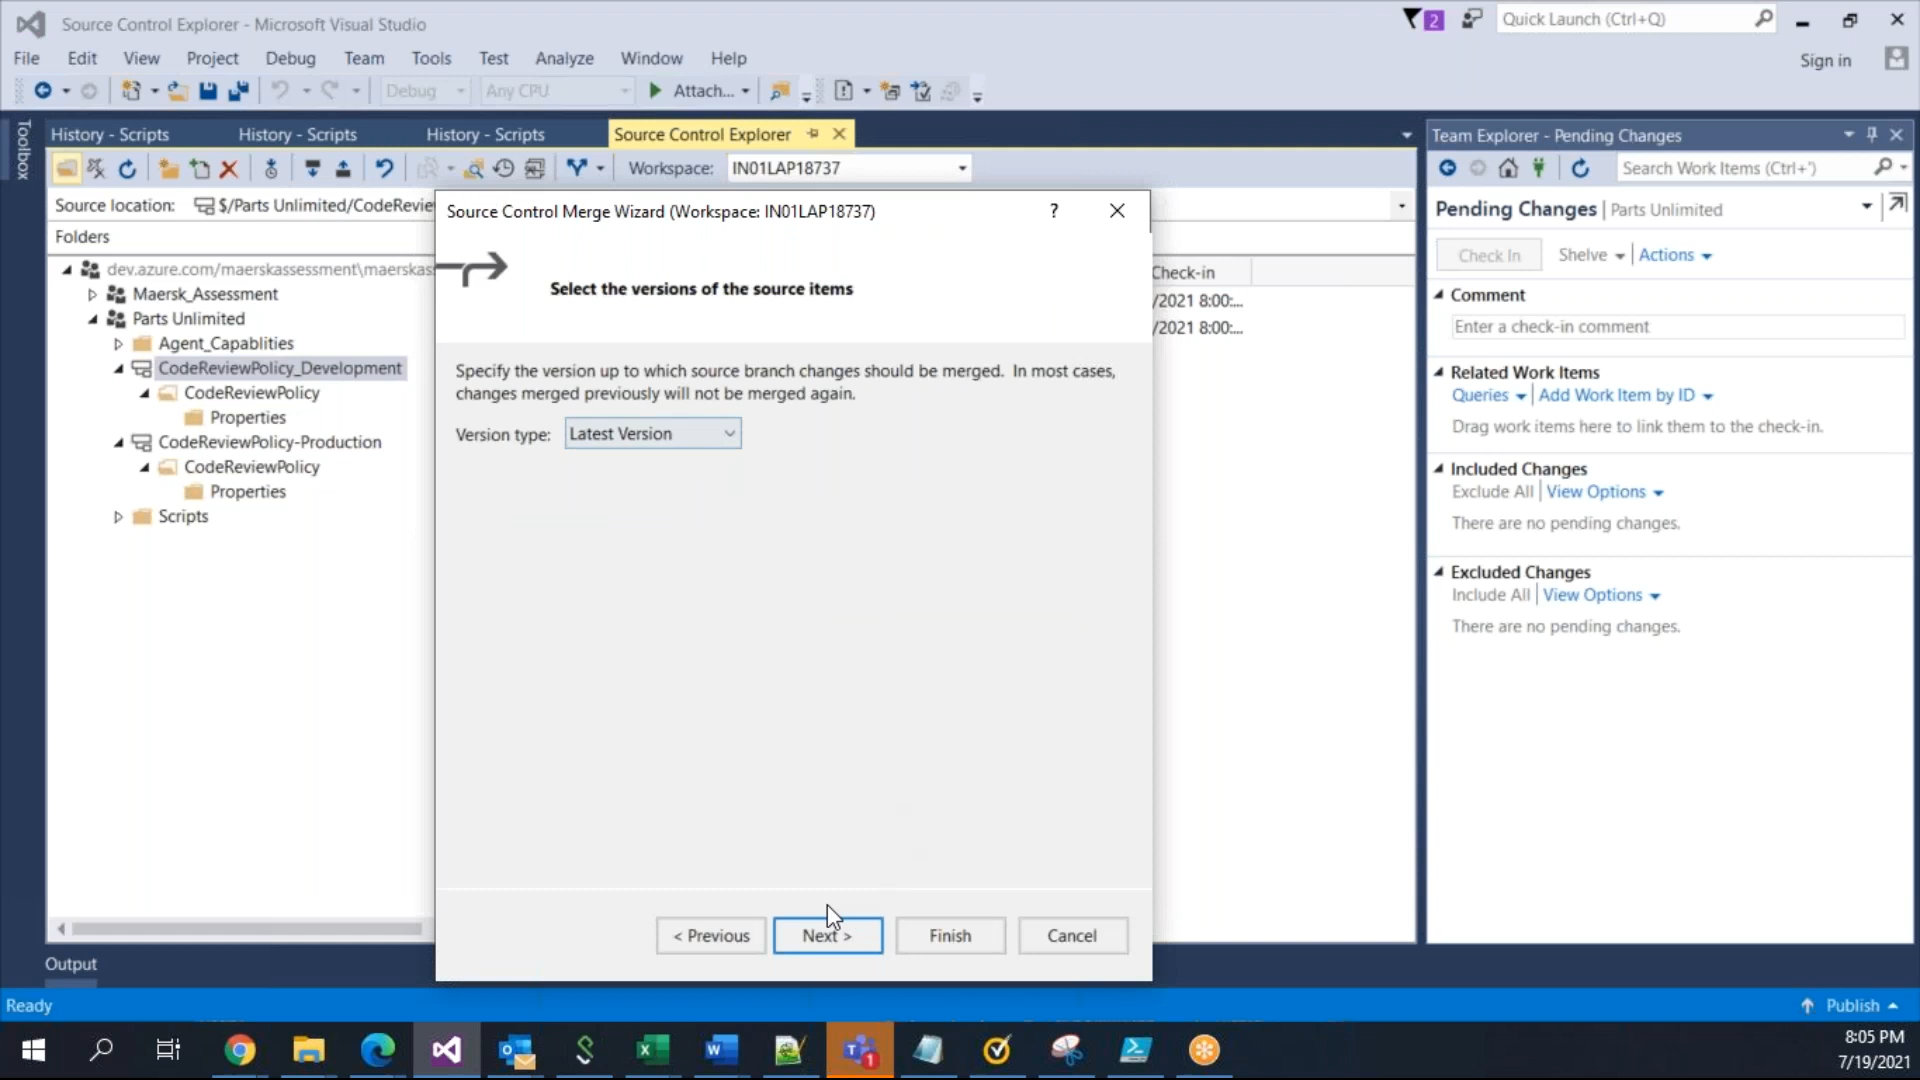 Source Control Explorer - Microsoft Visual Studio
2
Quick Launch (Ctrl+Q)
File Edit View Project Debug Team Tools Test Analyze Window Help
Sign in
Debug Any CPU Attach...
Toolbox
History - Scripts History - Scripts History - Scripts Source Control Explorer
Workspace: IN01LAP18737
Source location: $/Parts Unlimited/CodeRevie
Folders
dev.azure.com/maerskassessment\maerskas
Maersk_Assessment
Parts Unlimited
Agent_Capablities
CodeReviewPolicy_Development
CodeReviewPolicy
Properties
CodeReviewPolicy-Production
CodeReviewPolicy
Properties
Scripts
Source Control Merge Wizard (Workspace: IN01LAP18737)
?
Select the versions of the source items
Specify the version up to which source branch changes should be merged. In most cases,
changes merged previously will not be merged again.
Version type: Latest Version
< Previous Next > Finish Cancel
Check-in
/2021 8:00:...
/2021 8:00:...
Team Explorer - Pending Changes
Search Work Items (Ctrl+')
Pending Changes | Parts Unlimited
Check In Shelve Actions
Comment
Enter a check-in comment
Related Work Items
Queries Add Work Item by ID
Drag work items here to link them to the check-in.
Included Changes
Exclude All View Options
There are no pending changes.
Excluded Changes
Include All View Options
There are no pending changes.
Output
Ready
Publish
1
8:05 PM
7/19/2021